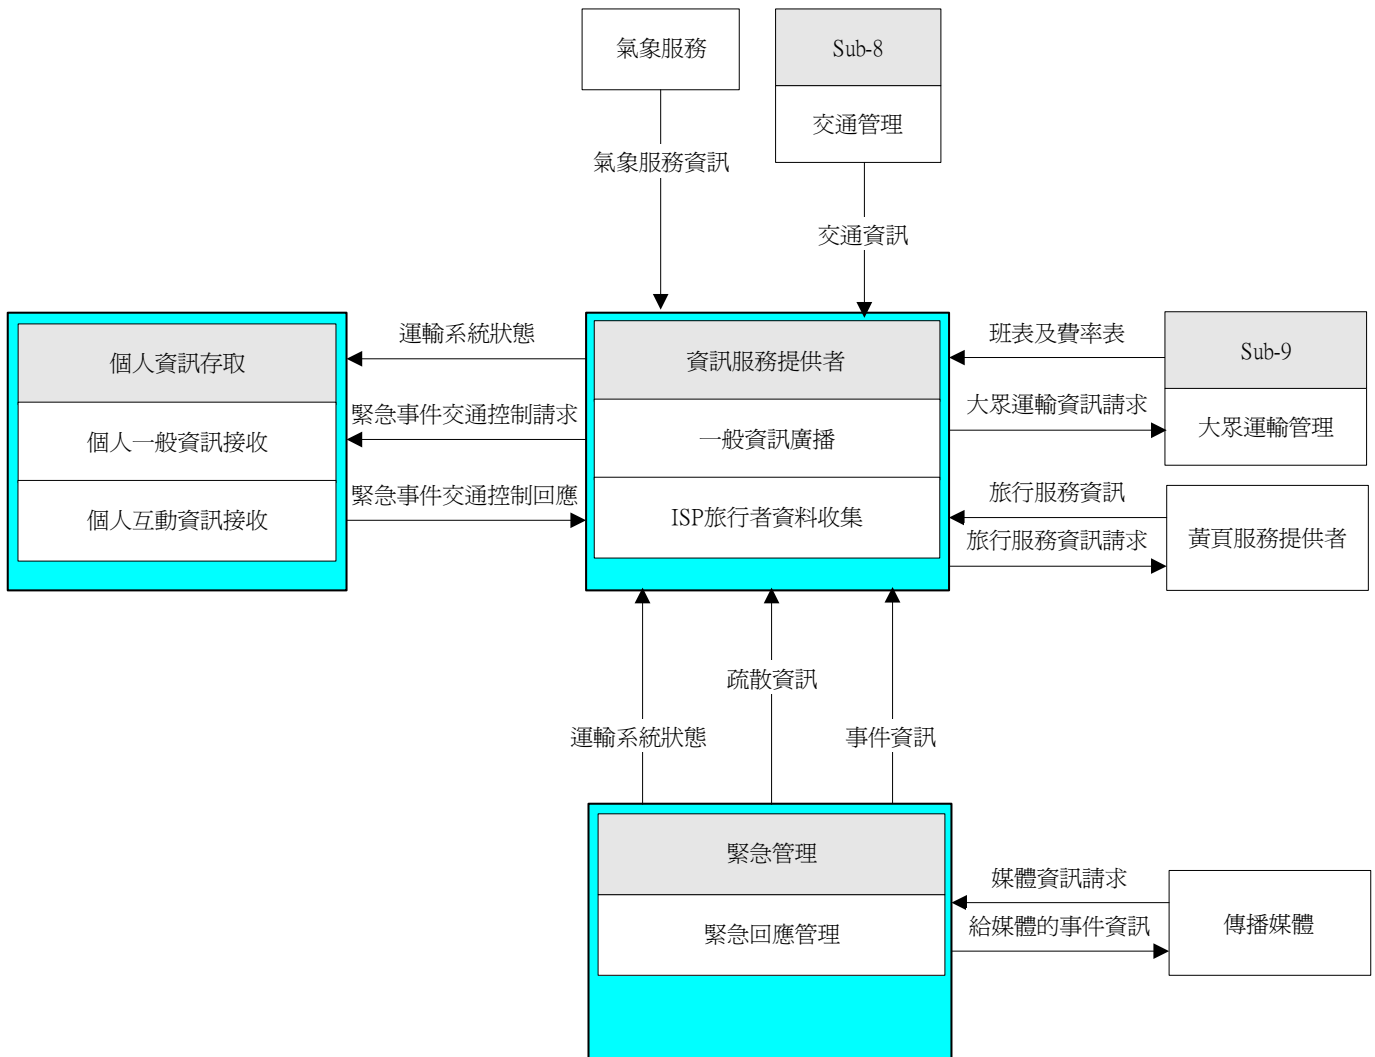 氣象服務
Sub-8
交通管理
氣象服務資訊
交通資訊
個人資訊存取
個人一般資訊接收
個人互動資訊接收
運輸系統狀態
緊急事件交通控制請求
緊急事件交通控制回應
資訊服務提供者
一般資訊廣播
ISP旅行者資料收集
班表及費率表
大眾運輸資訊請求
旅行服務資訊
旅行服務資訊請求
Sub-9
大眾運輸管理
黃頁服務提供者
運輸系統狀態
疏散資訊
事件資訊
緊急管理
緊急回應管理
媒體資訊請求
給媒體的事件資訊
傳播媒體